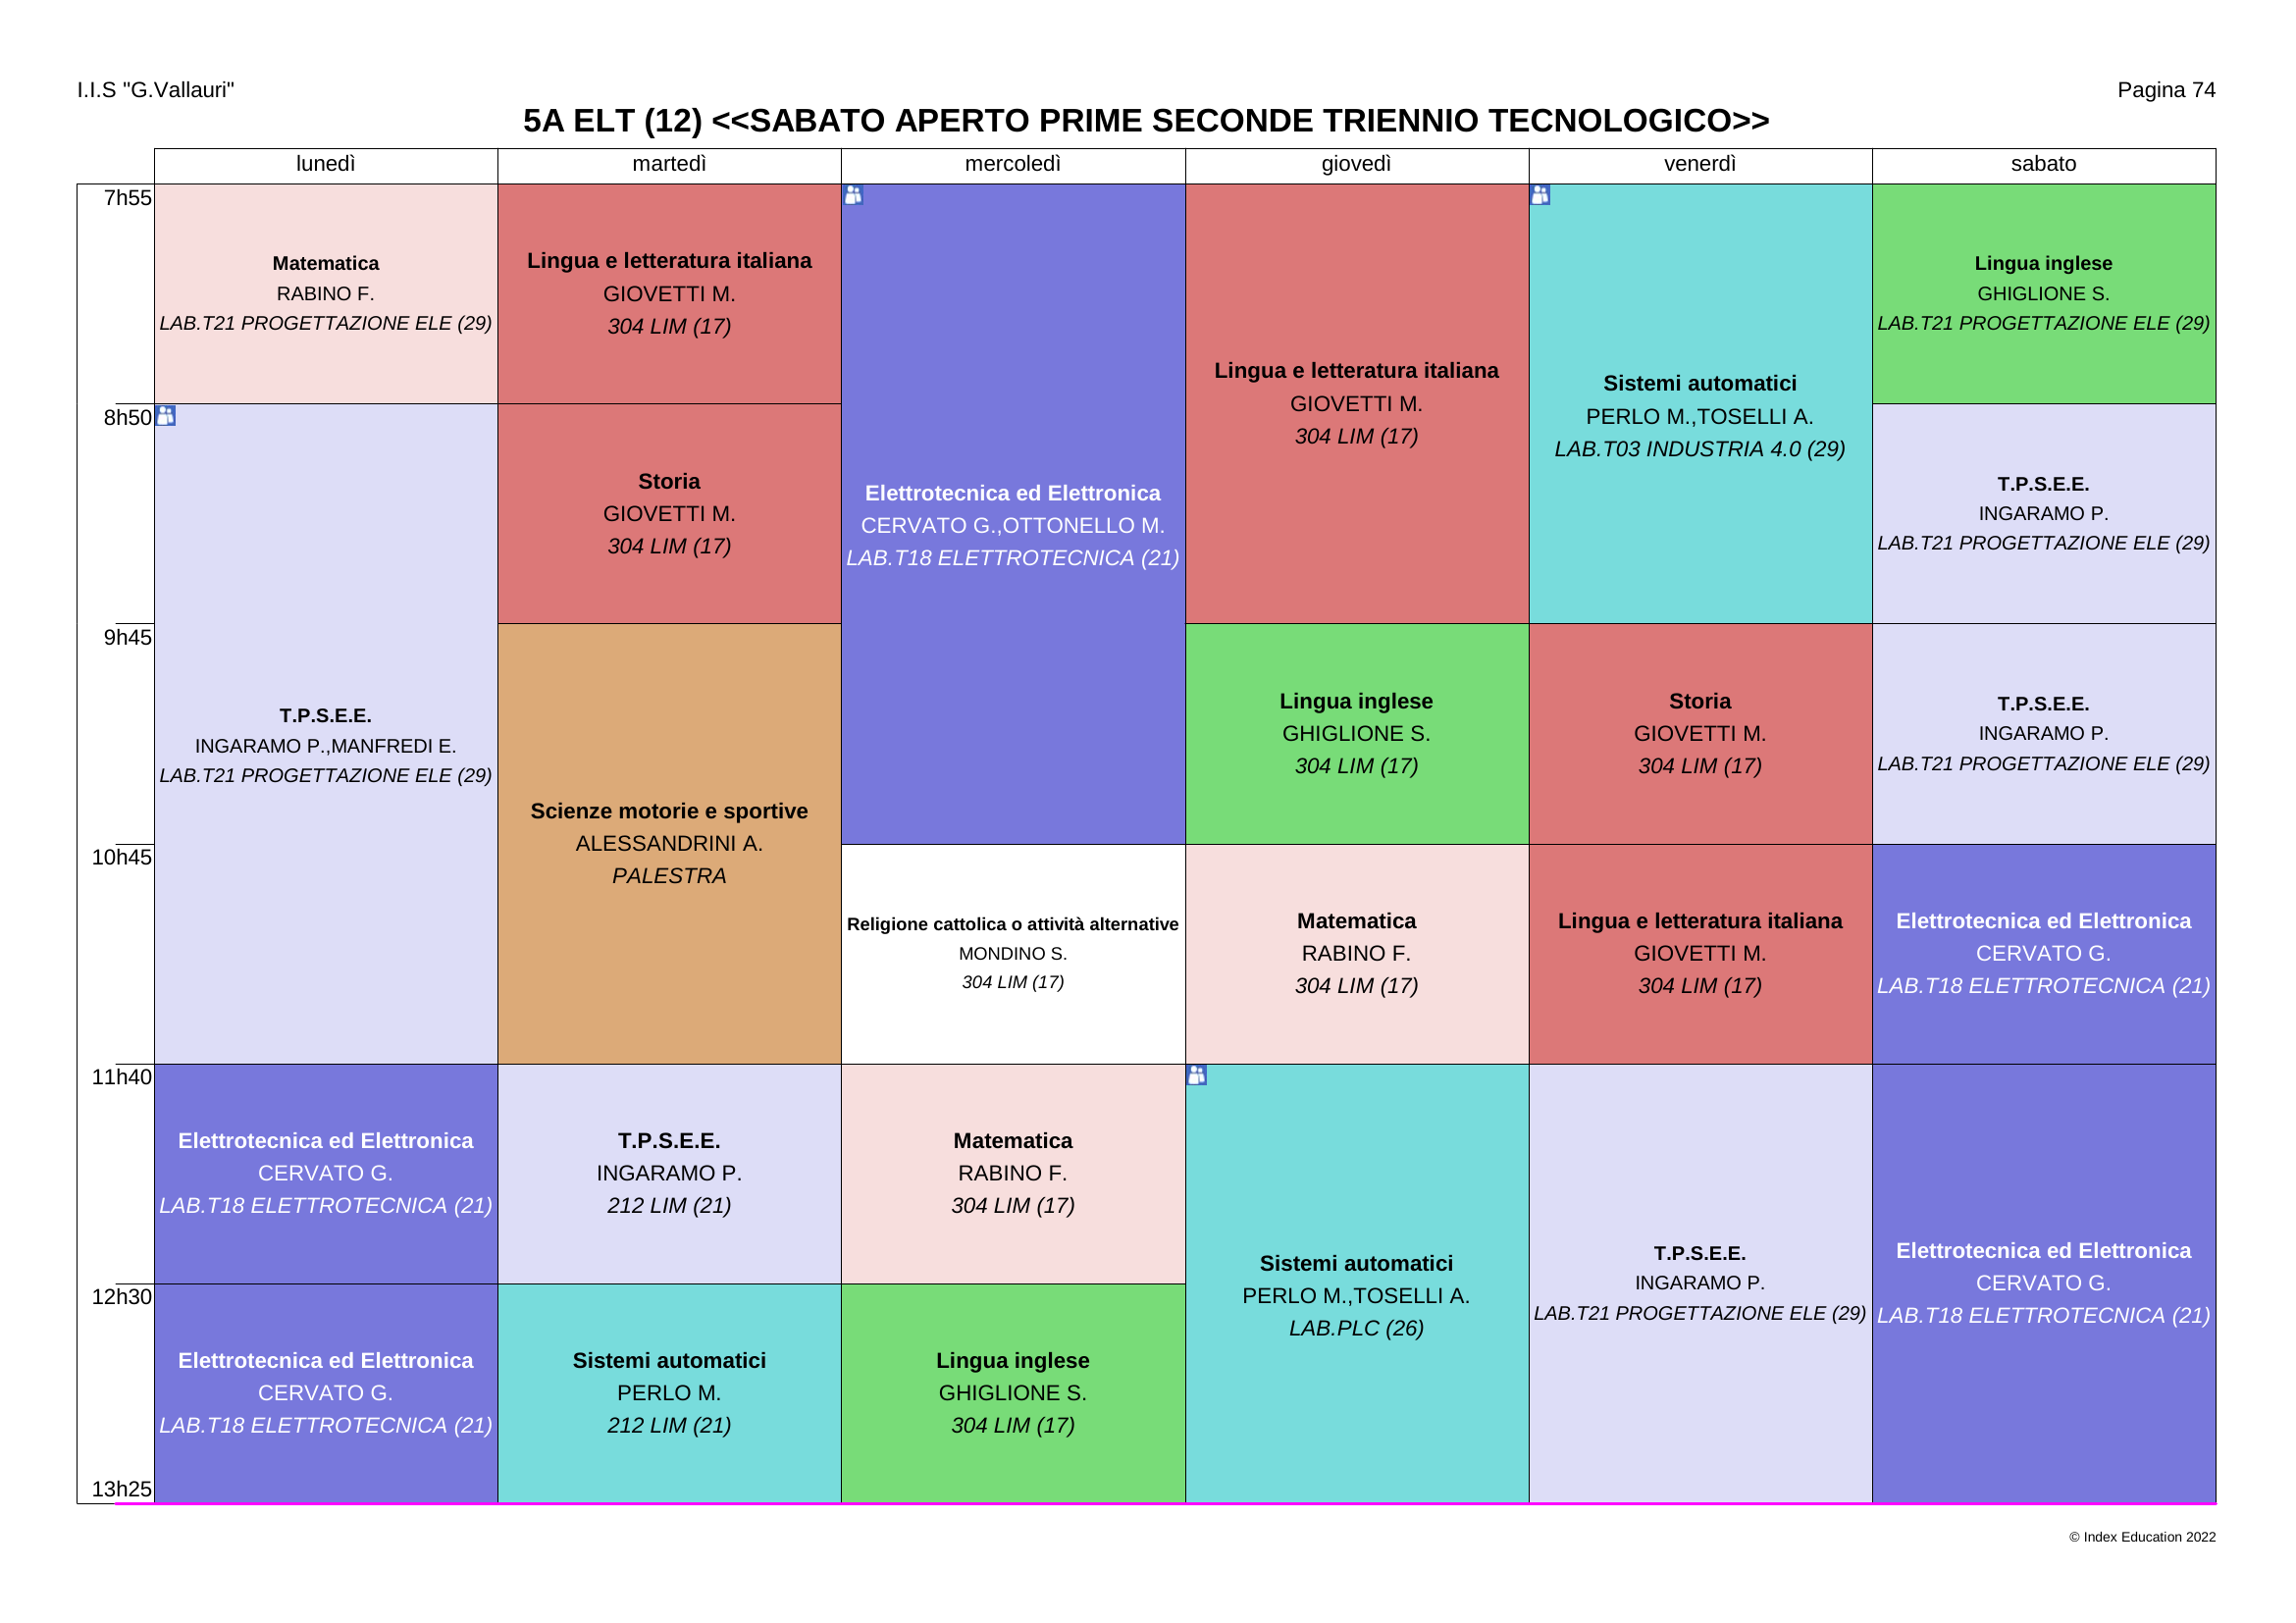 I.I.S "G.Vallauri"
Pagina 74
5A ELT (12) <<SABATO APERTO PRIME SECONDE TRIENNIO TECNOLOGICO>>
lunedì
martedì
mercoledì
giovedì
venerdì
sabato
7h55
8h50
9h45
10h45
11h40
12h30
13h25
Matematica
RABINO F.
LAB.T21 PROGETTAZIONE ELE (29)
T.P.S.E.E.
INGARAMO P.,MANFREDI E.
LAB.T21 PROGETTAZIONE ELE (29)
Elettrotecnica ed Elettronica
CERVATO G.
LAB.T18 ELETTROTECNICA (21)
Elettrotecnica ed Elettronica
CERVATO G.
LAB.T18 ELETTROTECNICA (21)
Lingua e letteratura italiana
GIOVETTI M.
304 LIM (17)
Storia
GIOVETTI M.
304 LIM (17)
Scienze motorie e sportive
ALESSANDRINI A.
PALESTRA
T.P.S.E.E.
INGARAMO P.
212 LIM (21)
Sistemi automatici
PERLO M.
212 LIM (21)
Elettrotecnica ed Elettronica
CERVATO G.,OTTONELLO M.
LAB.T18 ELETTROTECNICA (21)
Religione cattolica o attività alternative
MONDINO S.
304 LIM (17)
Matematica
RABINO F.
304 LIM (17)
Lingua inglese
GHIGLIONE S.
304 LIM (17)
Lingua e letteratura italiana
GIOVETTI M.
304 LIM (17)
Lingua inglese
GHIGLIONE S.
304 LIM (17)
Matematica
RABINO F.
304 LIM (17)
Sistemi automatici
PERLO M.,TOSELLI A.
LAB.PLC (26)
Sistemi automatici
PERLO M.,TOSELLI A.
LAB.T03 INDUSTRIA 4.0 (29)
Storia
GIOVETTI M.
304 LIM (17)
Lingua e letteratura italiana
GIOVETTI M.
304 LIM (17)
T.P.S.E.E.
INGARAMO P.
LAB.T21 PROGETTAZIONE ELE (29)
Lingua inglese
GHIGLIONE S.
LAB.T21 PROGETTAZIONE ELE (29)
T.P.S.E.E.
INGARAMO P.
LAB.T21 PROGETTAZIONE ELE (29)
T.P.S.E.E.
INGARAMO P.
LAB.T21 PROGETTAZIONE ELE (29)
Elettrotecnica ed Elettronica
CERVATO G.
LAB.T18 ELETTROTECNICA (21)
Elettrotecnica ed Elettronica
CERVATO G.
LAB.T18 ELETTROTECNICA (21)
© Index Education 2022